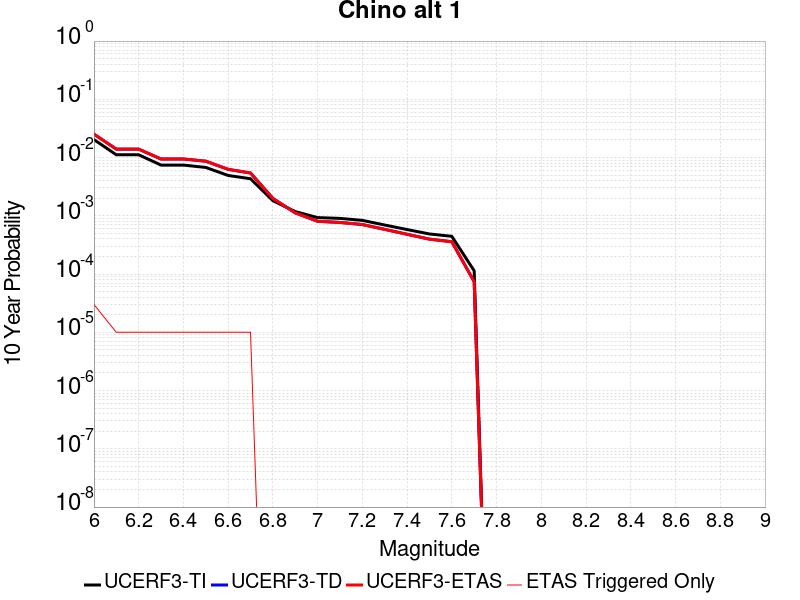 Chino alt 1
10^0
10^-1
10^-2
10^-3
10^-4
10^-5
10^-6
10^-7
10^-8
10 Year Probability
6 6.2 6.4 6.6 6.8 7 7.2 7.4 7.6 7.8 8 8.2 8.4 8.6 8.8 9
Magnitude
UCERF3-TI UCERF3-TD UCERF3-ETAS ETAS Triggered Only